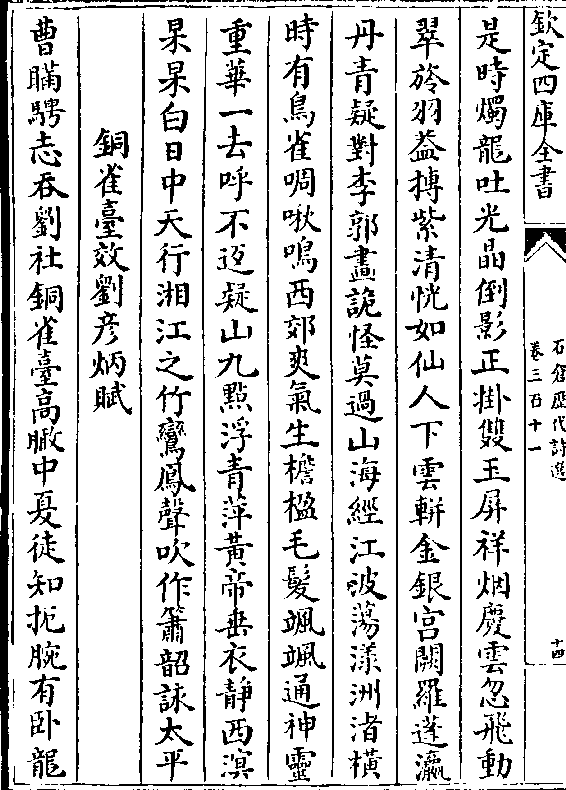 欽定四庫全書
石倉歷代詩選
卷三百十一
十四
是時燭龍吐光晶倒影正掛雙玉屏祥烟慶雲忽飛動
翠旍羽葢搏紫清恍如仙人下雲軿金銀宫闕羅蓬瀛
丹青疑對李郭畫詭怪莫過山海經江波蕩漾洲渚横
時有鳥雀啁啾鳴西郊爽氣生檐楹毛髮颯颯通神靈
重華一去呼不返疑山九㸃浮青萍黄帝垂衣靜西溟
杲杲白日中天行湘江之竹鸞鳳聲吹作簫韶詠太平
銅雀臺效劉彦炳賦
曹瞞騁志吞劉社銅雀臺高瞰中夏徒知扼腕有卧龍